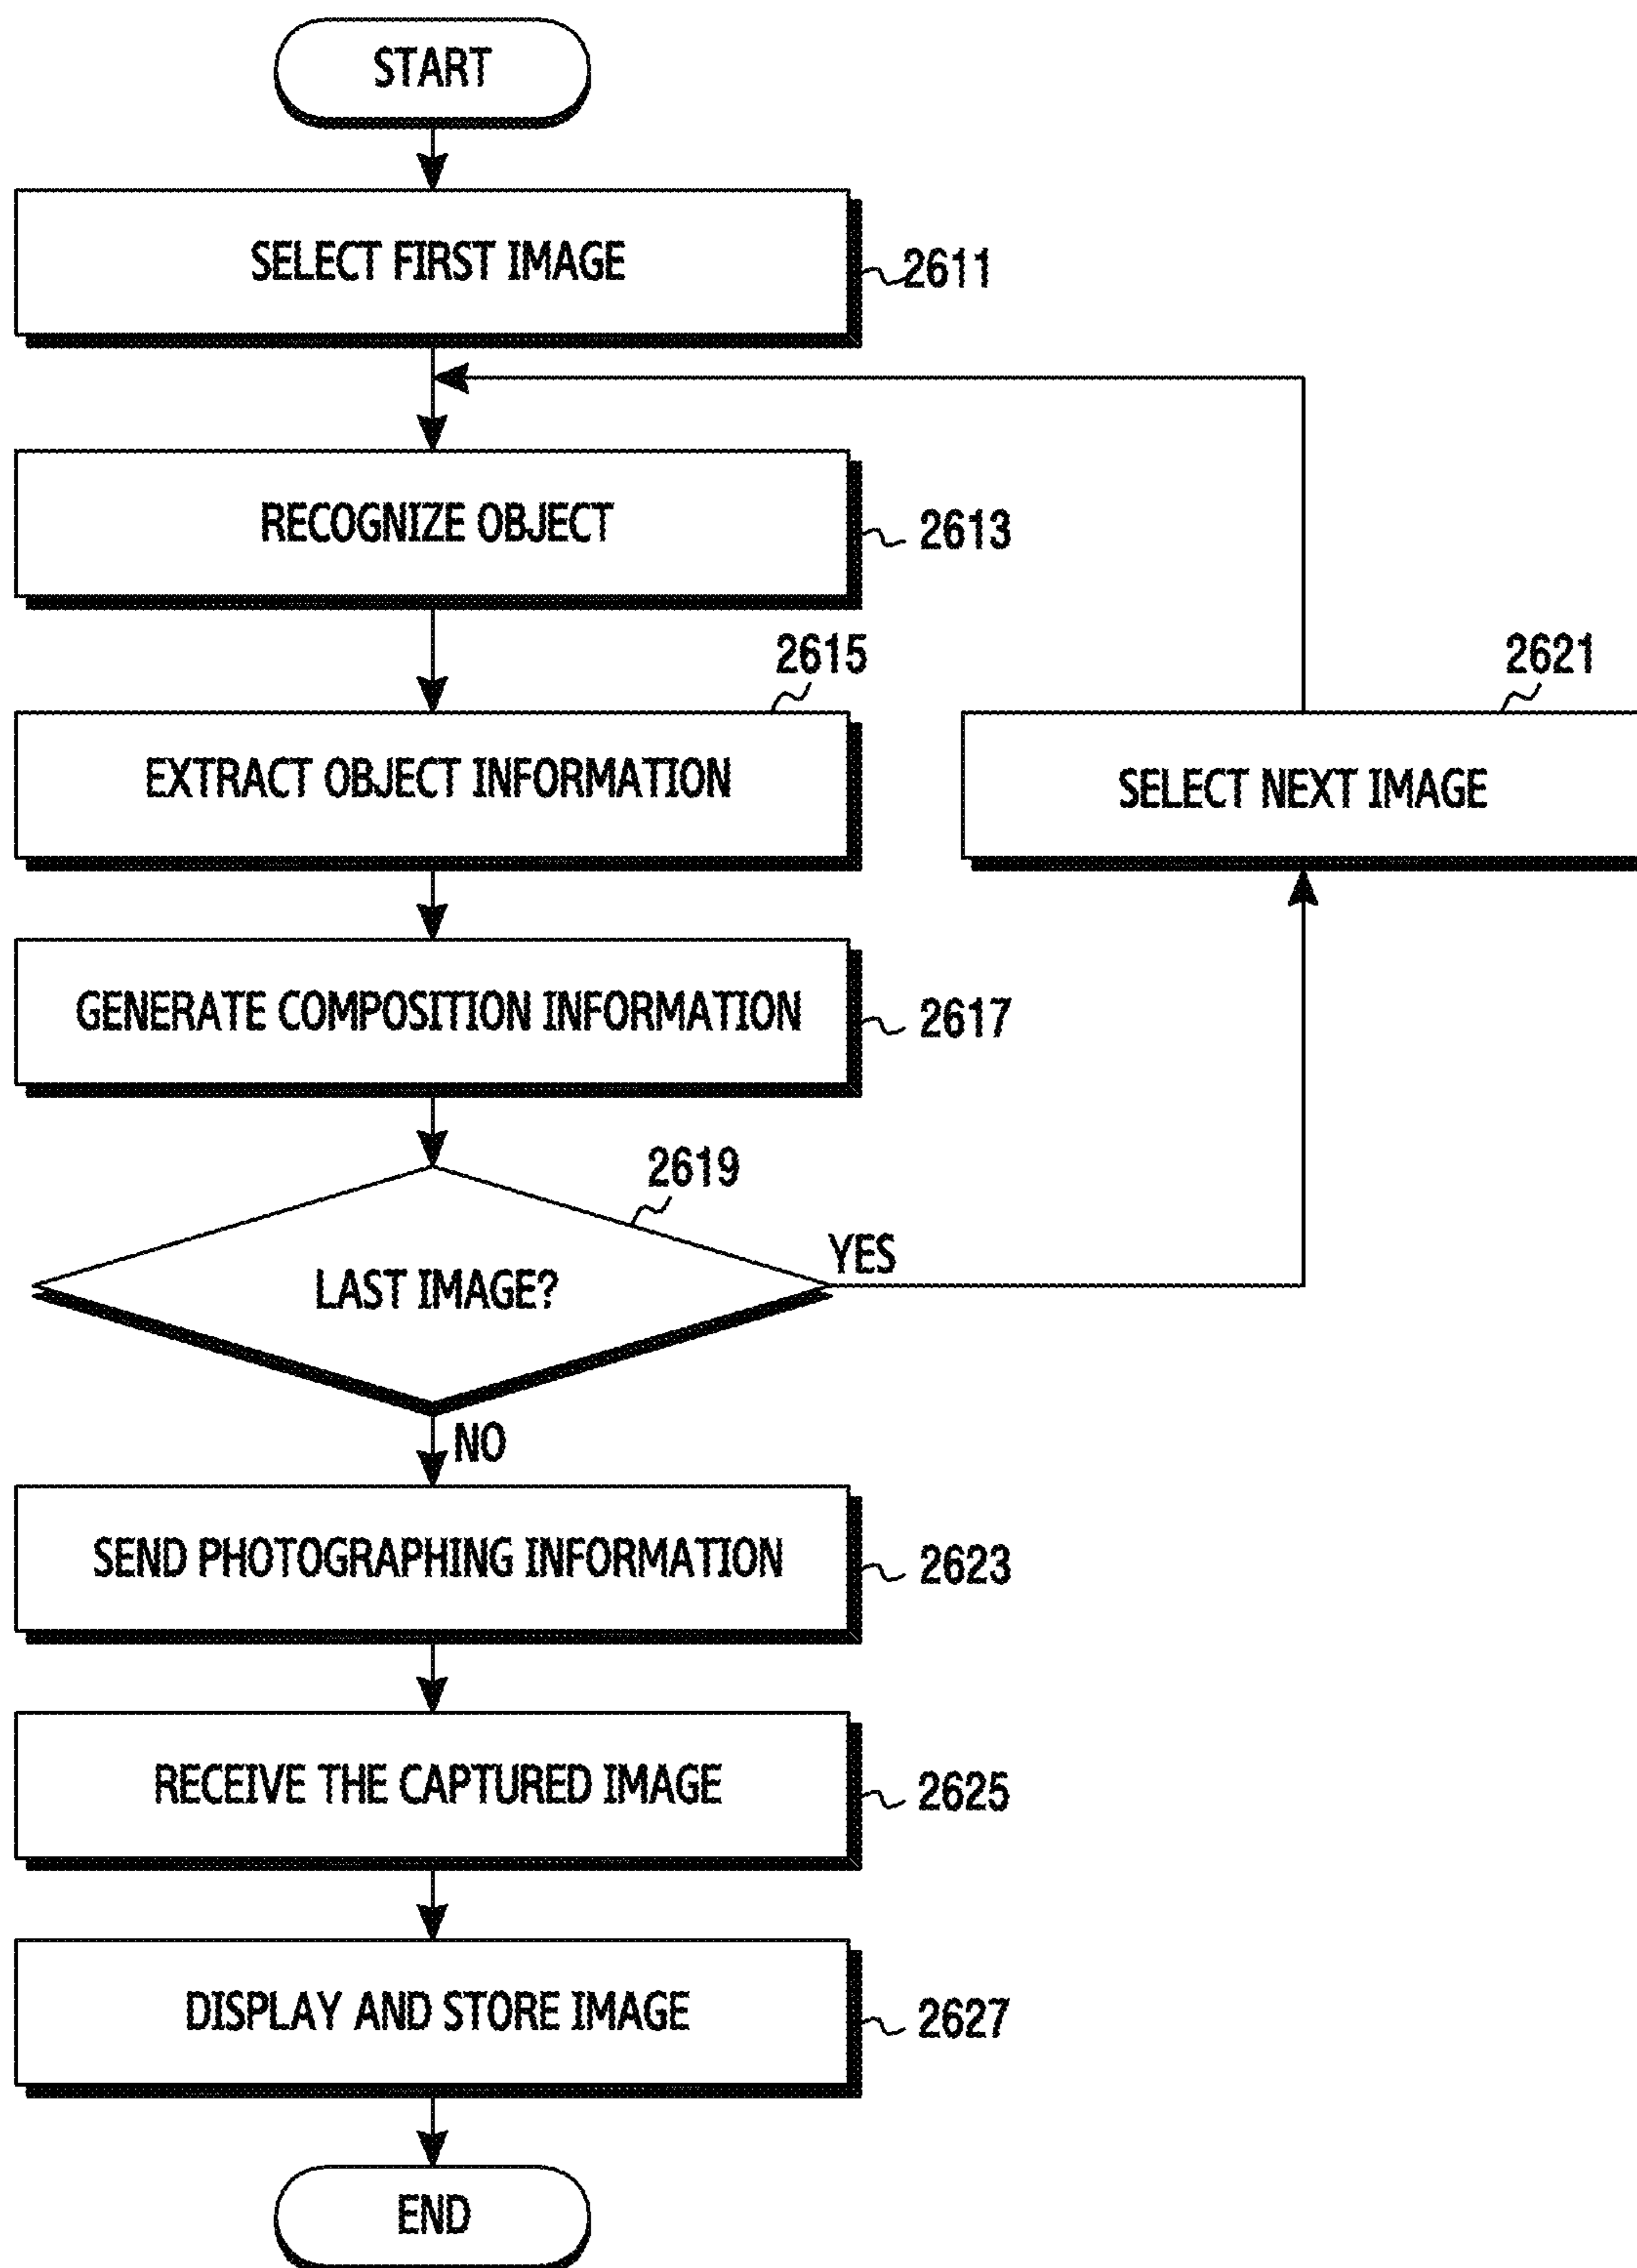 START
SELECT FIRST IMAGE
2611
RECOGNIZE OBJECT
2613
2615
EXTRACT OBJECT INFORMATION
2621
SELECT NEXT IMAGE
GENERATE COMPOSITION INFORMATION
2617
2619
LAST IMAGE?
YES
NO
SEND PHOTOGRAPHING INFORMATION
2623
RECEIVE THE CAPTURED IMAGE
2625
DISPLAY AND STORE IMAGE
2627
END